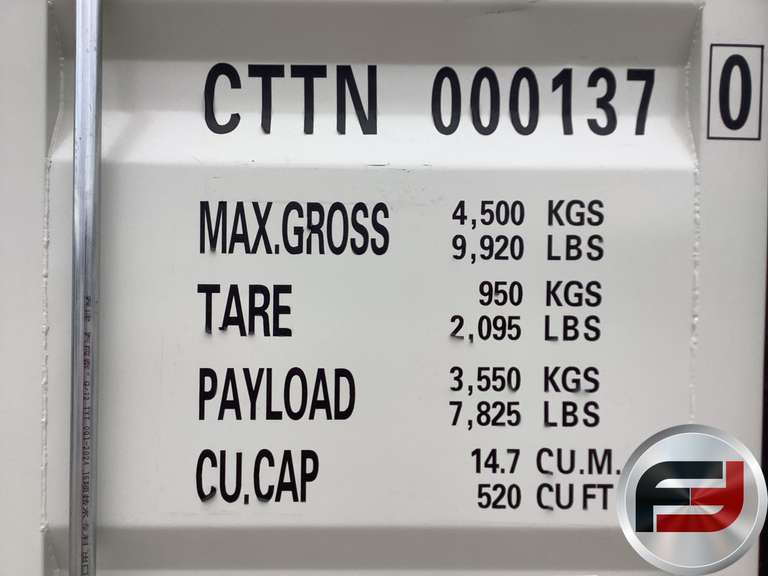 CTTN 000137 0
MAX.GROSS 4,500 KGS
9,920 LBS
TARE 950 KGS
2,095 LBS
PAYLOAD 3,550 KGS
7,825 LBS
CU.CAP 14.7 CU.M.
520 CU FT